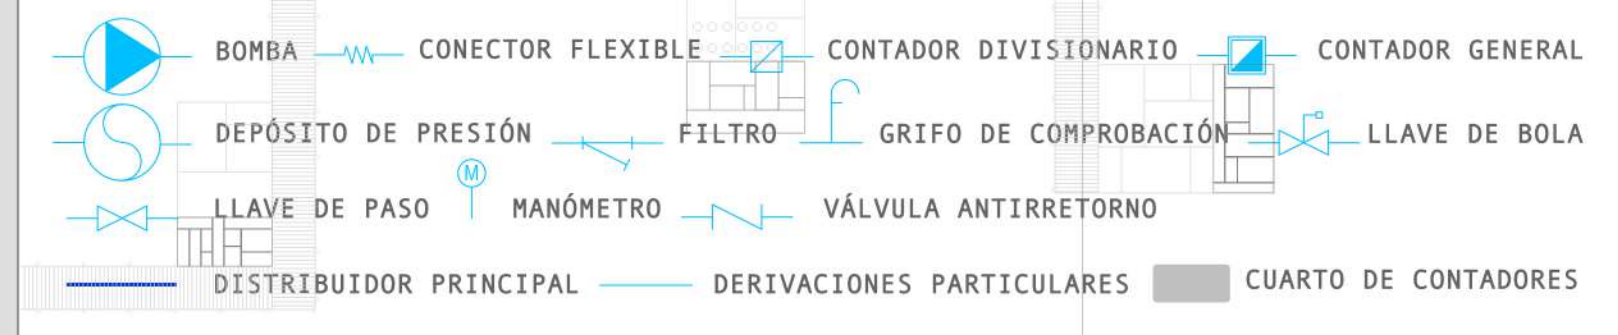 BOMBA CONECTOR FLEXIBLE CONTADOR DIVISIONARIO CONTADOR GENERAL
DEPÓSITO DE PRESIÓN FILTRO GRIFO DE COMPROBACIÓN LLAVE DE BOLA
M
LLAVE DE PASO MANÓMETRO VÁLVULA ANTIRRETORNO
DISTRIBUIDOR PRINCIPAL DERIVACIONES PARTICULARES CUARTO DE CONTADORES